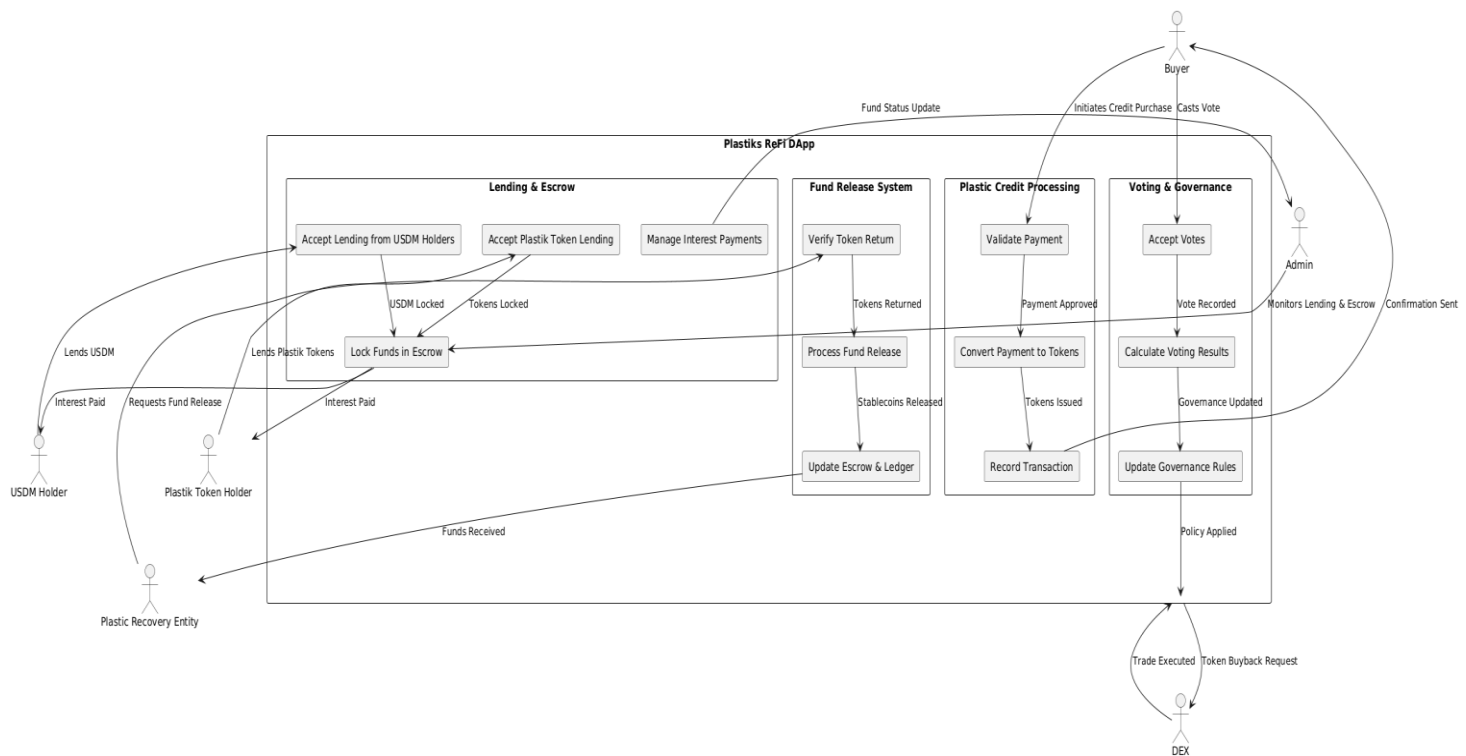 Buyer
Fund Status Update
Initiates Credit Purchase
Casts Vote
Plastiks ReFi DApp
Lending & Escrow
Fund Release System
Plastic Credit Processing
Voting & Governance
Accept Lending from USDM Holders
Accept Plastik Token Lending
Manage Interest Payments
Verify Token Return
Validate Payment
Accept Votes
Admin
USDM Locked
Tokens Locked
Tokens Returned
Payment Approved
Vote Recorded
Monitors Lending & Escrow
Confirmation Sent
Lends USDM
Lends Plastik Tokens
Lock Funds in Escrow
Process Fund Release
Convert Payment to Tokens
Calculate Voting Results
Interest Paid
Requests Fund Release
Interest Paid
Stablecoins Released
Tokens Issued
Governance Updated
Update Escrow & Ledger
Record Transaction
Update Governance Rules
USDM Holder
Plastik Token Holder
Funds Received
Policy Applied
Plastic Recovery Entity
Trade Executed
Token Buyback Request
DEX